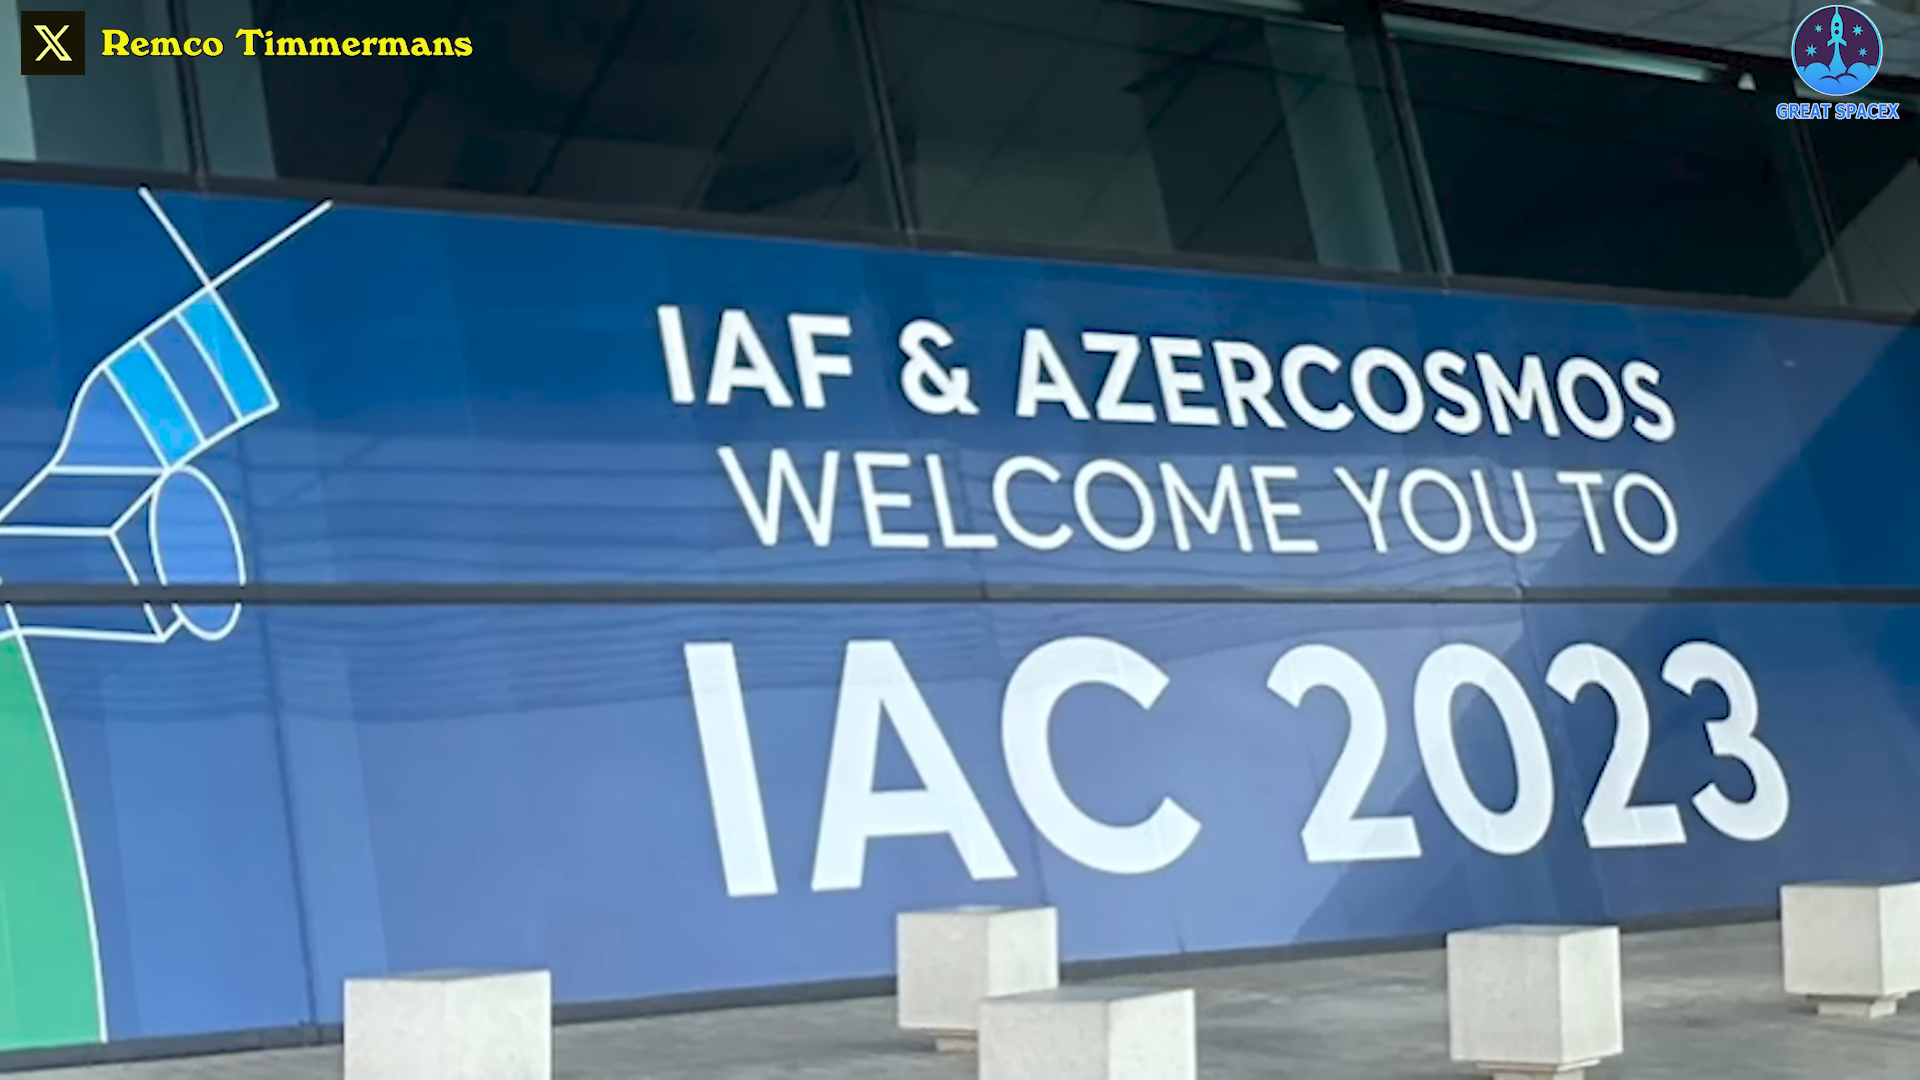 Remco Timmermans
GREAT SPACEX
IAF & AZERCOSMOS
WELCOME YOU TO
IAC 2023